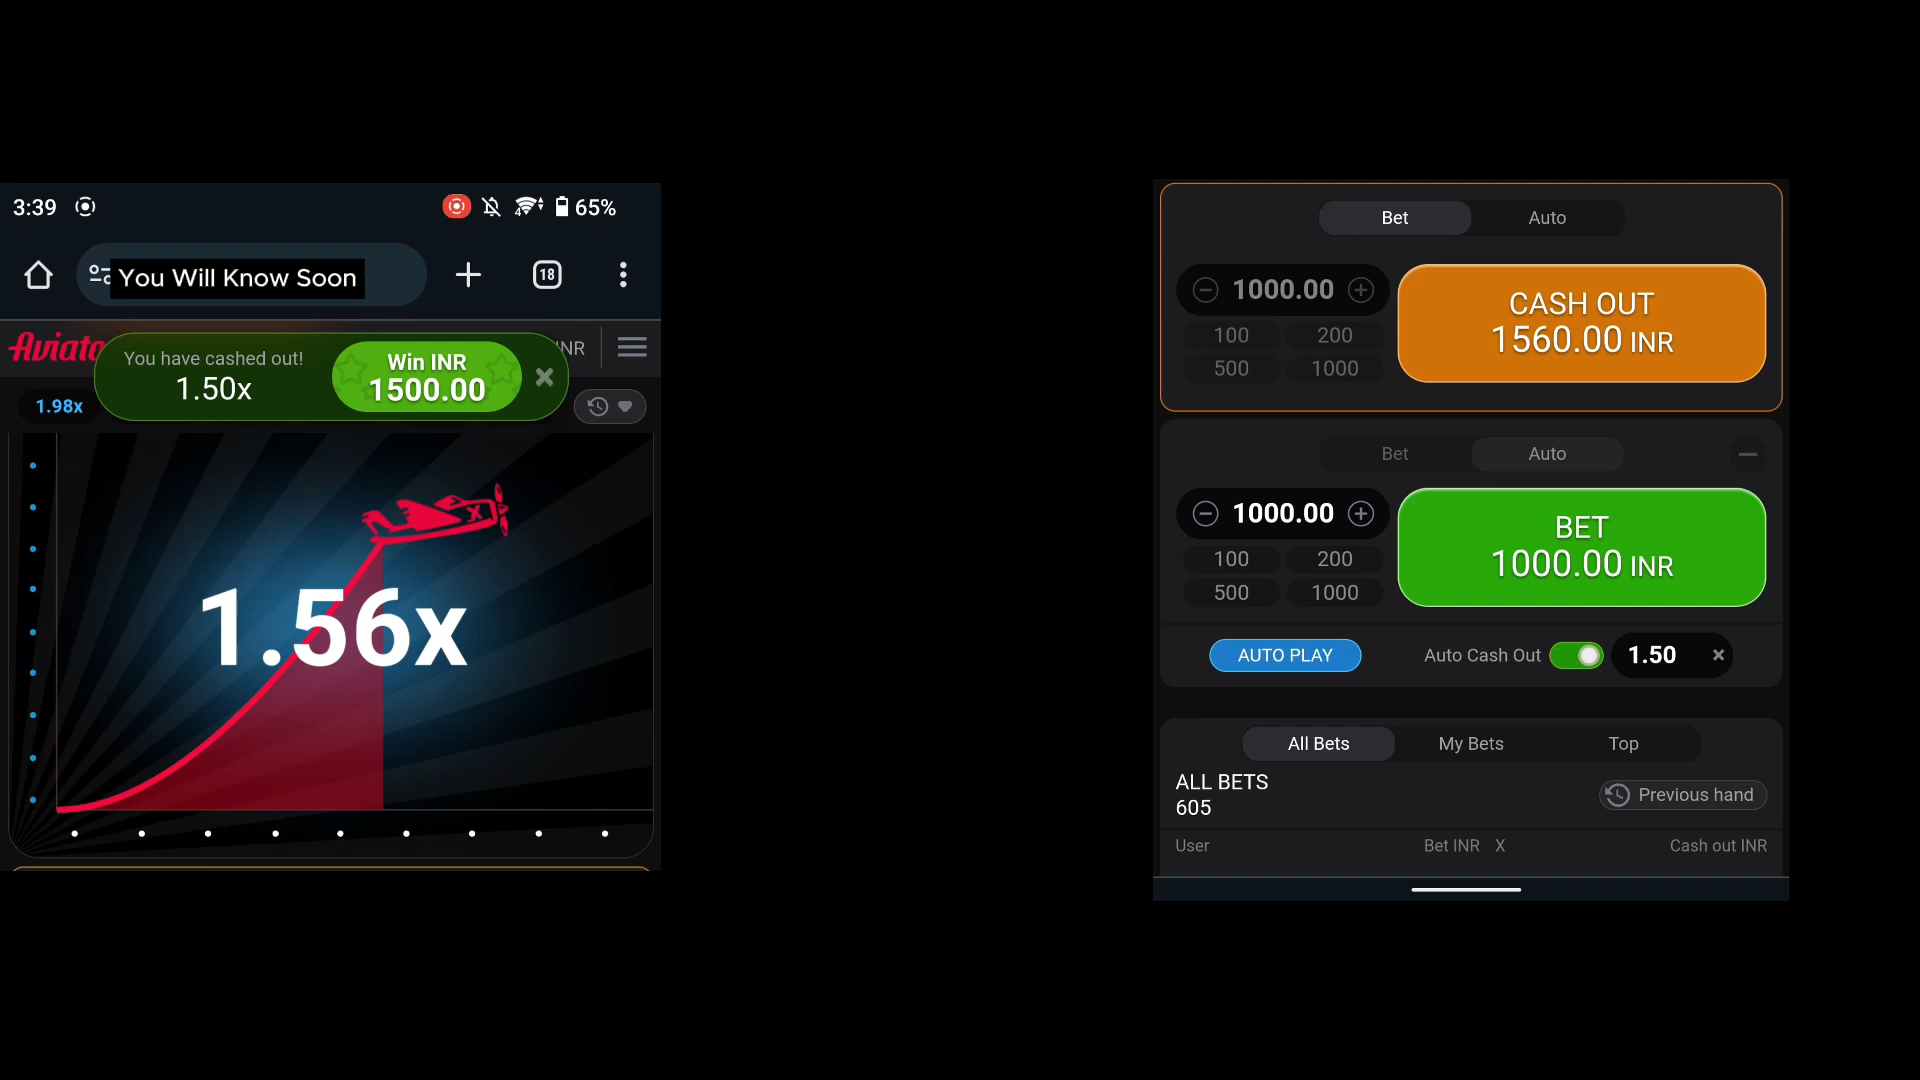 3:39
65%
You Will Know Soon
18
Aviato
You have cashed out!
1.50x
Win INR
1500.00
INR
1.98x
1.56x
Bet Auto
1000.00
100 200
500 1000
CASH OUT
1560.00 INR
Bet Auto
1000.00
100 200
500 1000
BET
1000.00 INR
AUTO PLAY
Auto Cash Out
1.50
All Bets My Bets Top
ALL BETS
605
Previous hand
User Bet INR X Cash out INR